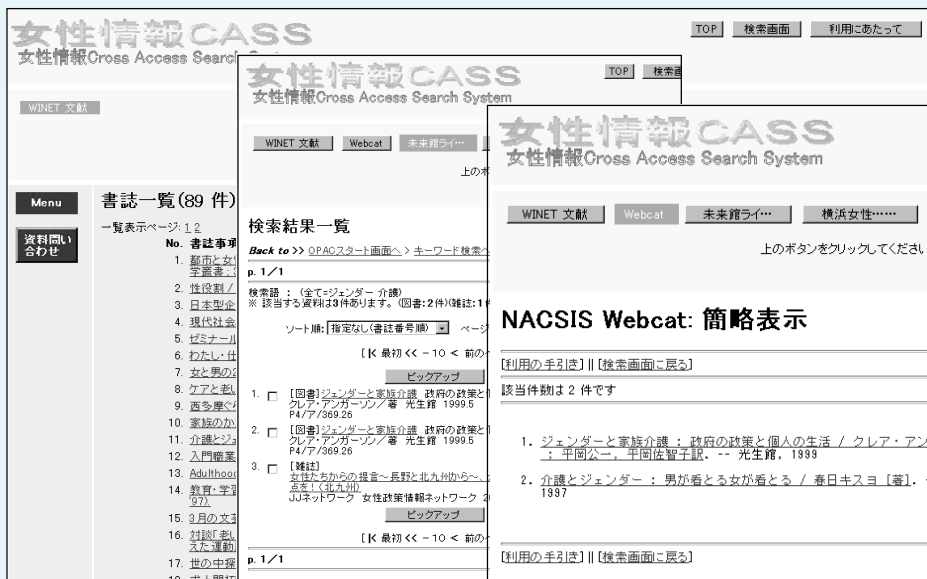 女性情報CASS
女性情報Cross Access Search
TOP 検索画面 利用にあたって
WINET 文献
Menu
資料問い
合わせ
書誌一覧(89 件)
一覧表示ページ: 1 2
No. 書誌事項
1. 都市と女
学叢書;
2. 性役割 /
3. 日本型企
4. 現代社会
5. ゼミナール
6. わたし・仕
7. 女と男の
8. ケアと老い
9. 西多摩ぐ
10. 家族のか
11. 介護とジェ
12. 入門職業
13. Adulthood
14. 教育・学習
'97).
15. 3月の文
16. 対談「老い
えた運動
17. 世の中探
女性情報CASS
女性情報Cross Access Search System
TOP 検索画
WINET 文献 Webcat 未来館ライ…
上のボ
検索結果一覧
Back to >> OPACスタート画面へ > キーワード検索へ
p. 1/1
検索語 : (全て=ジェンダー 介護)
※ 該当する資料は3件あります。(図書:2件)(雑誌:1件
ソート順: 指定なし(書誌番号順) ページ
[|< 最初 << -10 < 前の
ピックアップ
1. [図書]ジェンダーと家族介護 政府の政策と
クレア・アンガーソン/著 光生館 1999.5
P4/ア/369.26
2. [図書]ジェンダーと家族介護 政府の政策と
クレア・アンガーソン/著 光生館 1999.5
P4/ア/369.26
3. [雑誌]
女性たちからの提言~長野と北九州から~、
点を!(北九州)
JJネットワーク 女性政策情報ネットワーク 2
ピックアップ
[|< 最初 << -10 < 前の
p. 1/1
女性情報CASS
女性情報Cross Access Search System
WINET 文献 Webcat 未来館ライ… 横浜女性……
上のボタンをクリックしてくださ
NACSIS Webcat: 簡略表示
[利用の手引き] || [検索画面に戻る]
該当件数は 2 件です
1. ジェンダーと家族介護 : 政府の政策と個人の生活 / クレア・アン
; 平岡公一, 平岡佐智子訳. -- 光生館, 1999
2. 介護とジェンダー : 男が看とる女が看とる / 春日キスヨ [著].
1997
[利用の手引き] || [検索画面に戻る]